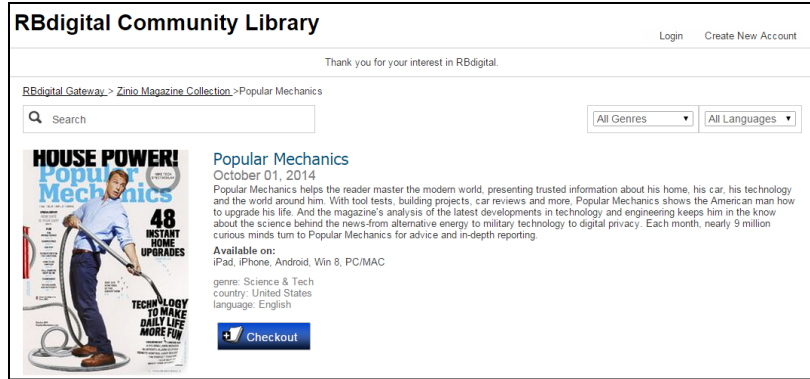 RBdigital Community Library
Login Create New Account
Thank you for your interest in RBdigital.
RBdigital Gateway > Zinio Magazine Collection >Popular Mechanics
Search
All Genres All Languages
HOUSE POWER!
Popular
Mechanics
48
INSTANT
HOME
UPGRADES
TECHNOLOGY
TO MAKE
DAILY LIFE
MORE FUN
Popular Mechanics
October 01, 2014
Popular Mechanics helps the reader master the modern world, presenting trusted information about his home, his car, his technology
and the world around him. With tool tests, building projects, car reviews and more, Popular Mechanics shows the American man how
to upgrade his life. And the magazine's analysis of the latest developments in technology and engineering keeps him in the know
about the science behind the news-from alternative energy to military technology to digital privacy. Each month, nearly 9 million
curious minds turn to Popular Mechanics for advice and in-depth reporting.
Available on:
iPad, iPhone, Android, Win 8, PC/MAC
genre: Science & Tech
country: United States
language: English
Checkout